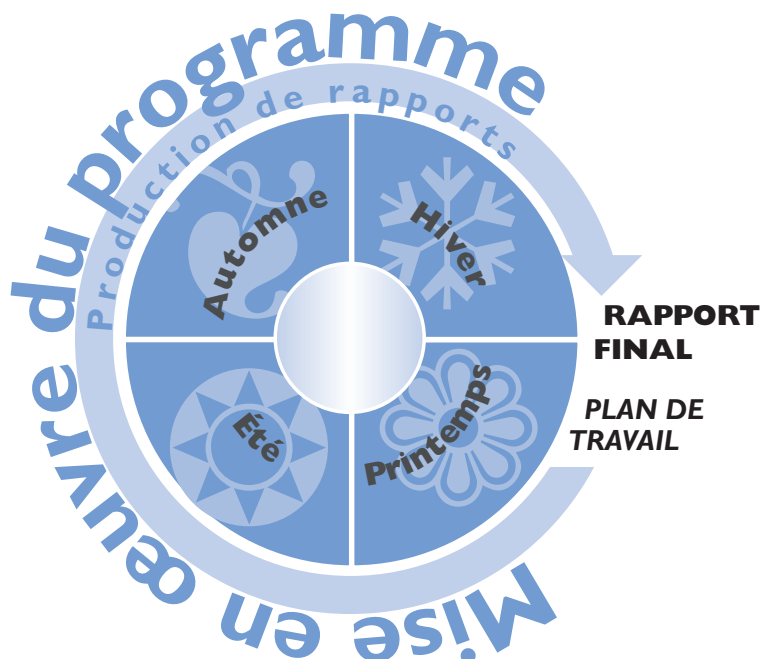 Mise en œuvre du programme
Production de rapports
Automne
Hiver
RAPPORT
FINAL
PLAN DE
TRAVAIL
Printemps
Été